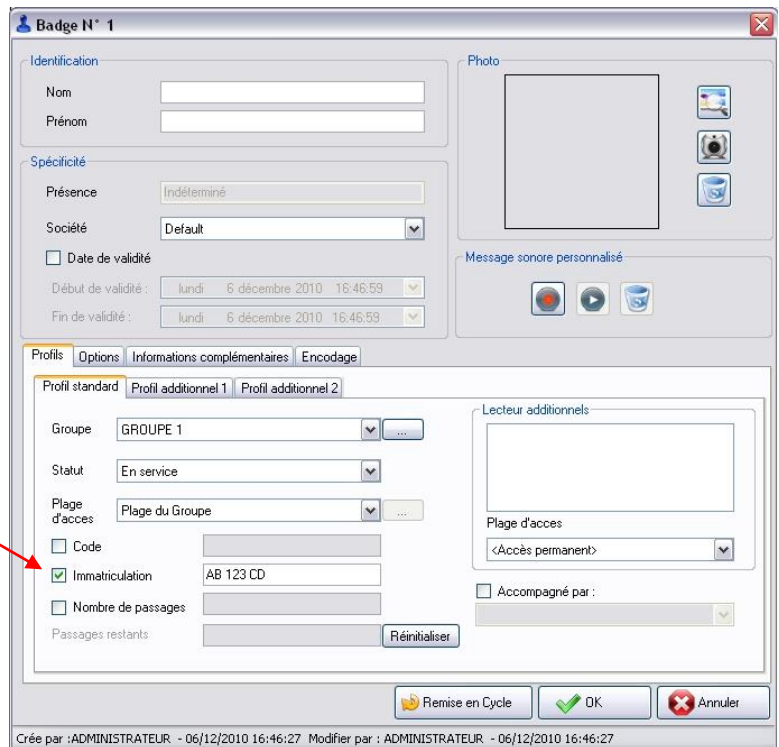 Badge N° 1
Identification
Nom
Prénom
Photo
Spécificité
Présence Indéterminé
Société Default
Date de validité
Début de validité : lundi 6 décembre 2010 16:46:59
Fin de validité : lundi 6 décembre 2010 16:46:59
Message sonore personnalisé
Profils Options Informations complémentaires Encodage
Profil standard Profil additionnel 1 Profil additionnel 2
Groupe GROUPE 1 ...
Statut En service
Plage d'acces Plage du Groupe ...
Code
Immatriculation AB 123 CD
Nombre de passages
Passages restants Réinitialiser
Lecteur additionnels
Plage d'acces
<Accès permanent>
Accompagné par :
Remise en Cycle OK Annuler
Crée par :ADMINISTRATEUR - 06/12/2010 16:46:27 Modifier par : ADMINISTRATEUR - 06/12/2010 16:46:27